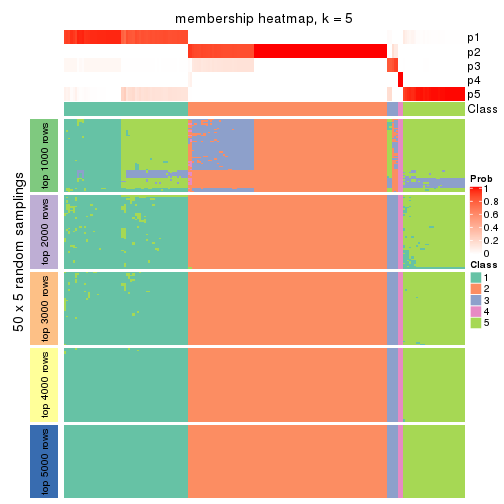 membership heatmap, k = 5
p1
p2
p3
p4
p5
Class
50 x 5 random samplings
top 1000 rows
top 2000 rows
top 3000 rows
top 4000 rows
top 5000 rows
Prob
1
0.8
0.6
0.4
0.2
0
Class
1
2
3
4
5